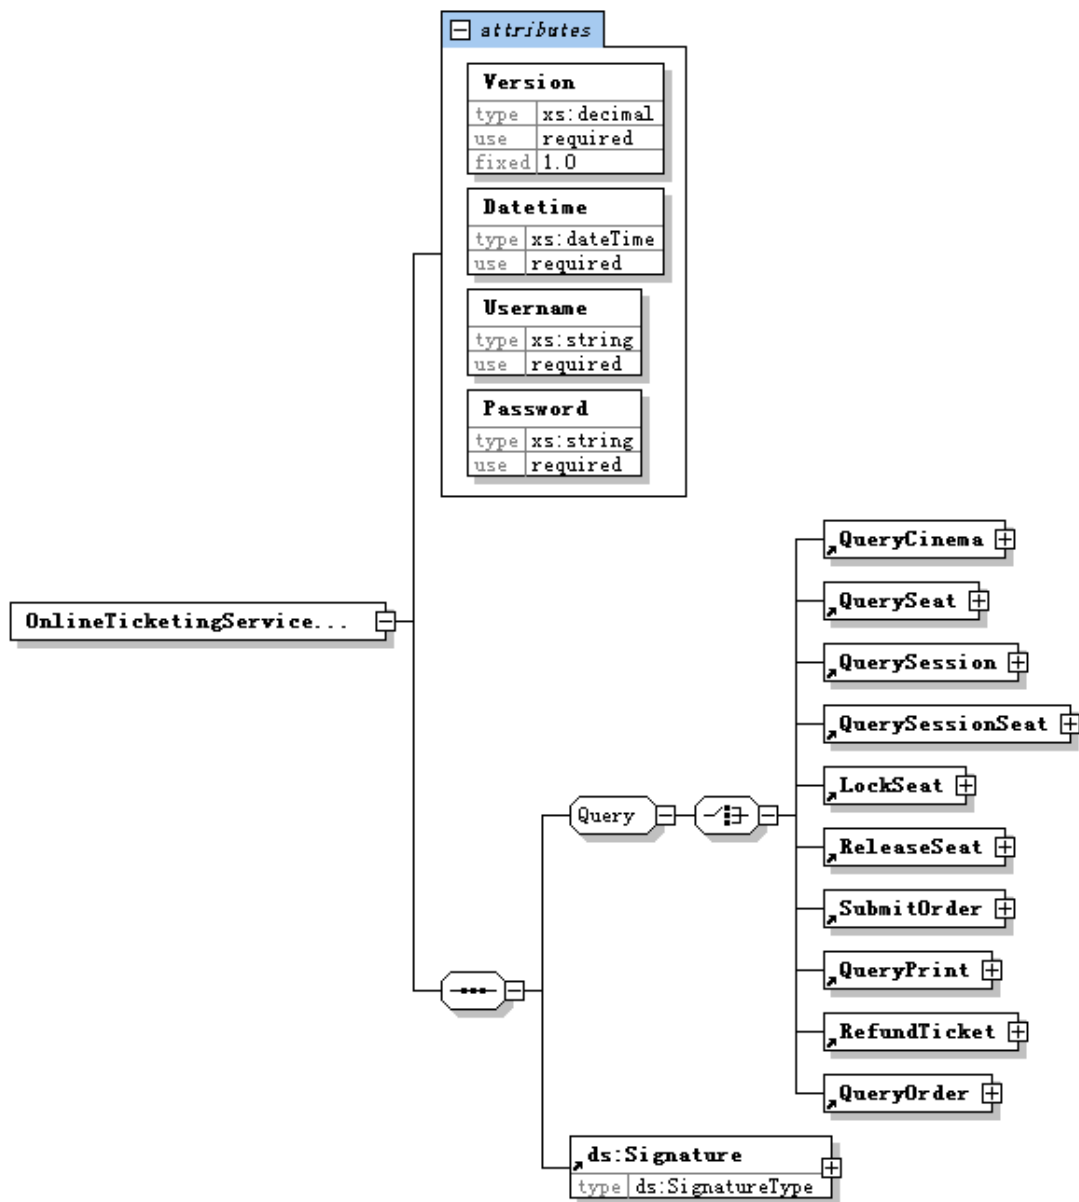 attributes
Version
type xs:decimal
use required
fixed 1.0
Datetime
type xs:dateTime
use required
Username
type xs:string
use required
Password
type xs:string
use required
OnlineTicketingService...
QueryCinema
QuerySeat
QuerySession
QuerySessionSeat
LockSeat
Query
ReleaseSeat
SubmitOrder
QueryPrint
RefundTicket
QueryOrder
ds:Signature
type ds:SignatureType